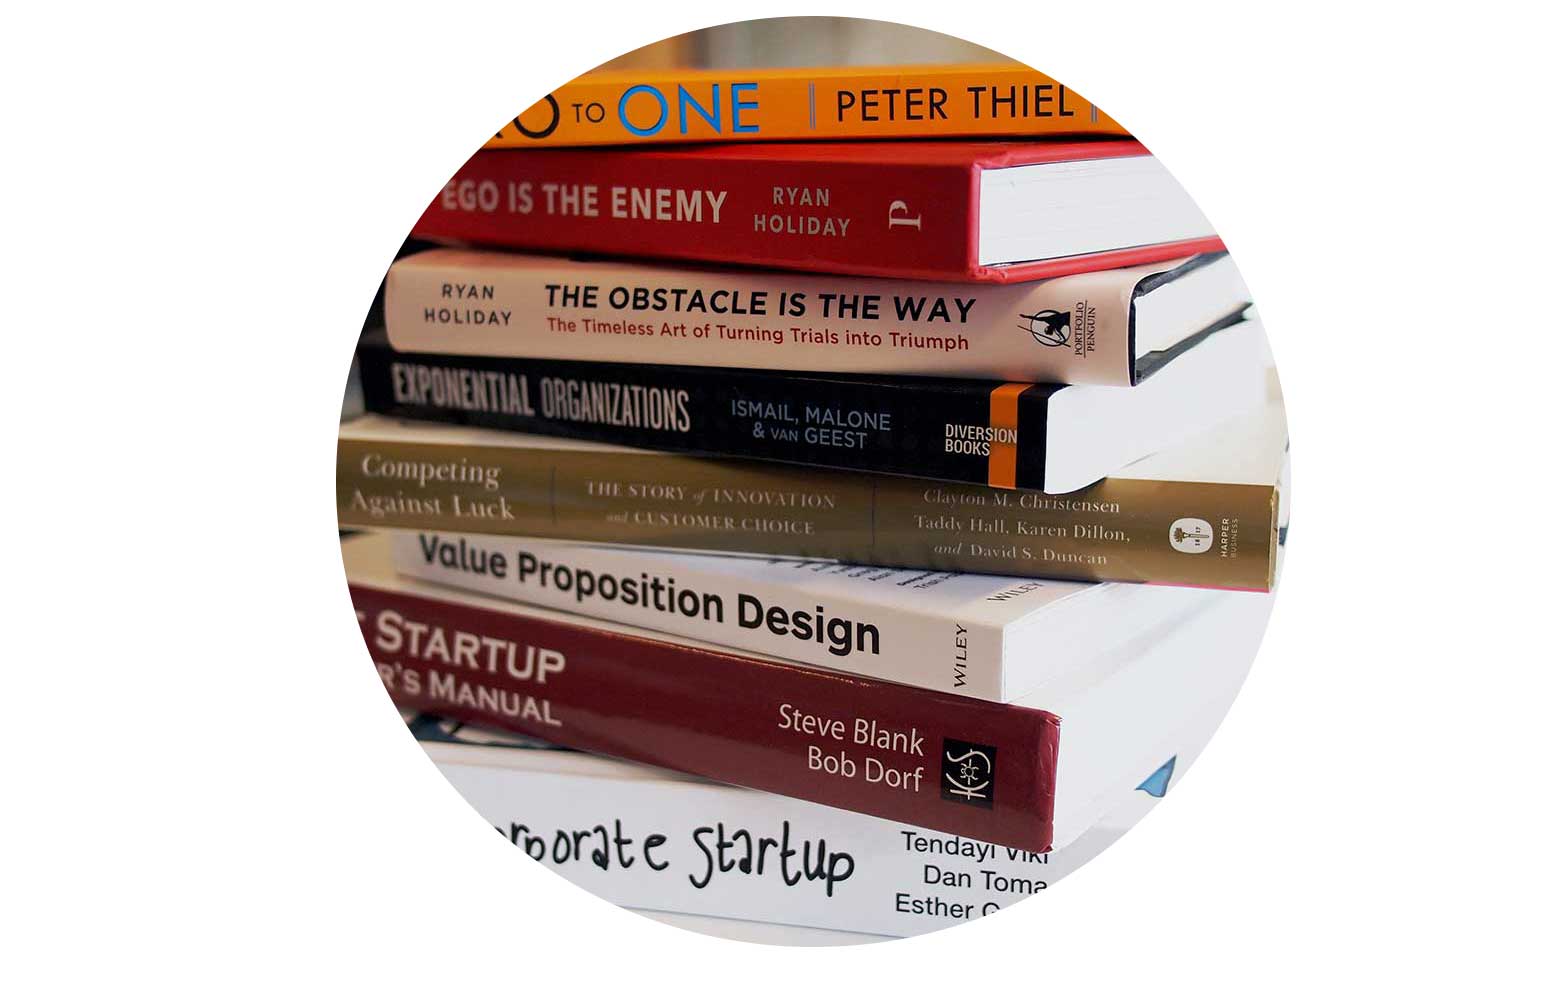 TO ONE PETER THIEL
EGO IS THE ENEMY
RYAN
HOLIDAY
P
RYAN
HOLIDAY
THE OBSTACLE IS THE WAY
The Timeless Art of Turning Trials into Triumph
PORTFOLIO
PENGUIN
EXPONENTIAL ORGANIZATIONS
ISMAIL, MALONE
& VAN GEEST
DIVERSION
BOOKS
Competing
Against Luck
THE STORY of INNOVATION
and CUSTOMER CHOICE
Clayton M. Christensen
Taddy Hall, Karen Dillon,
and David S. Duncan
HARPER
BUSINESS
Value Proposition Design
WILEY
WILEY
STARTUP
R'S MANUAL
Steve Blank
Bob Dorf
K&S
rporate Startup
Tendayi Viki
Dan Toma
Esther